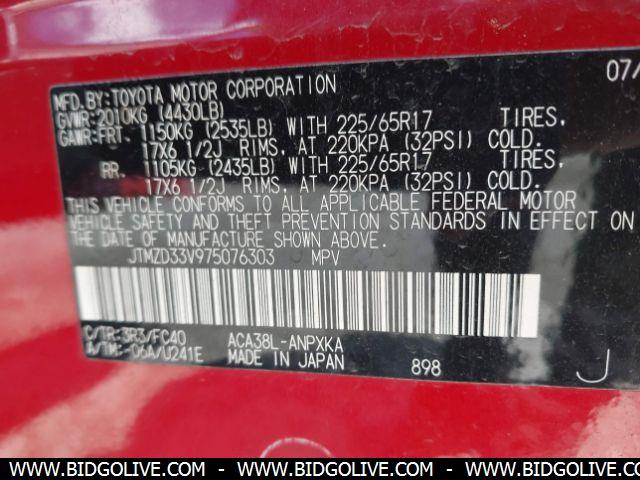 MFD. BY: TOYOTA MOTOR CORPORATION 07/
GVWR: 2010KG (4430LB)
GAWR: FRT. 1150KG (2535LB) WITH 225/65R17 TIRES,
17X6 1/2J RIMS, AT 220KPA (32PSI) COLD.
RR. 1105KG (2435LB) WITH 225/65R17 TIRES,
17X6 1/2J RIMS, AT 220KPA (32PSI) COLD.
THIS VEHICLE CONFORMS TO ALL APPLICABLE FEDERAL MOTOR
VEHICLE SAFETY AND THEFT PREVENTION STANDARDS IN EFFECT ON
THE DATE OF MANUFACTURE SHOWN ABOVE.
JTMZD33V975076303 MPV
C/TR: 3R3/FC40 ACA38L-ANPXKA
A/TM: -06A/U241E MADE IN JAPAN 898 J
WWW.BIDGOLIVE.COM - WWW.BIDGOLIVE.COM - WWW.BIDGOLIVE.COM